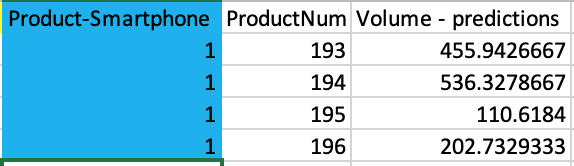 Product-Smartphone ProductNum Volume - predictions
1 193 455.9426667
1 194 536.3278667
1 195 110.6184
1 196 202.7329333